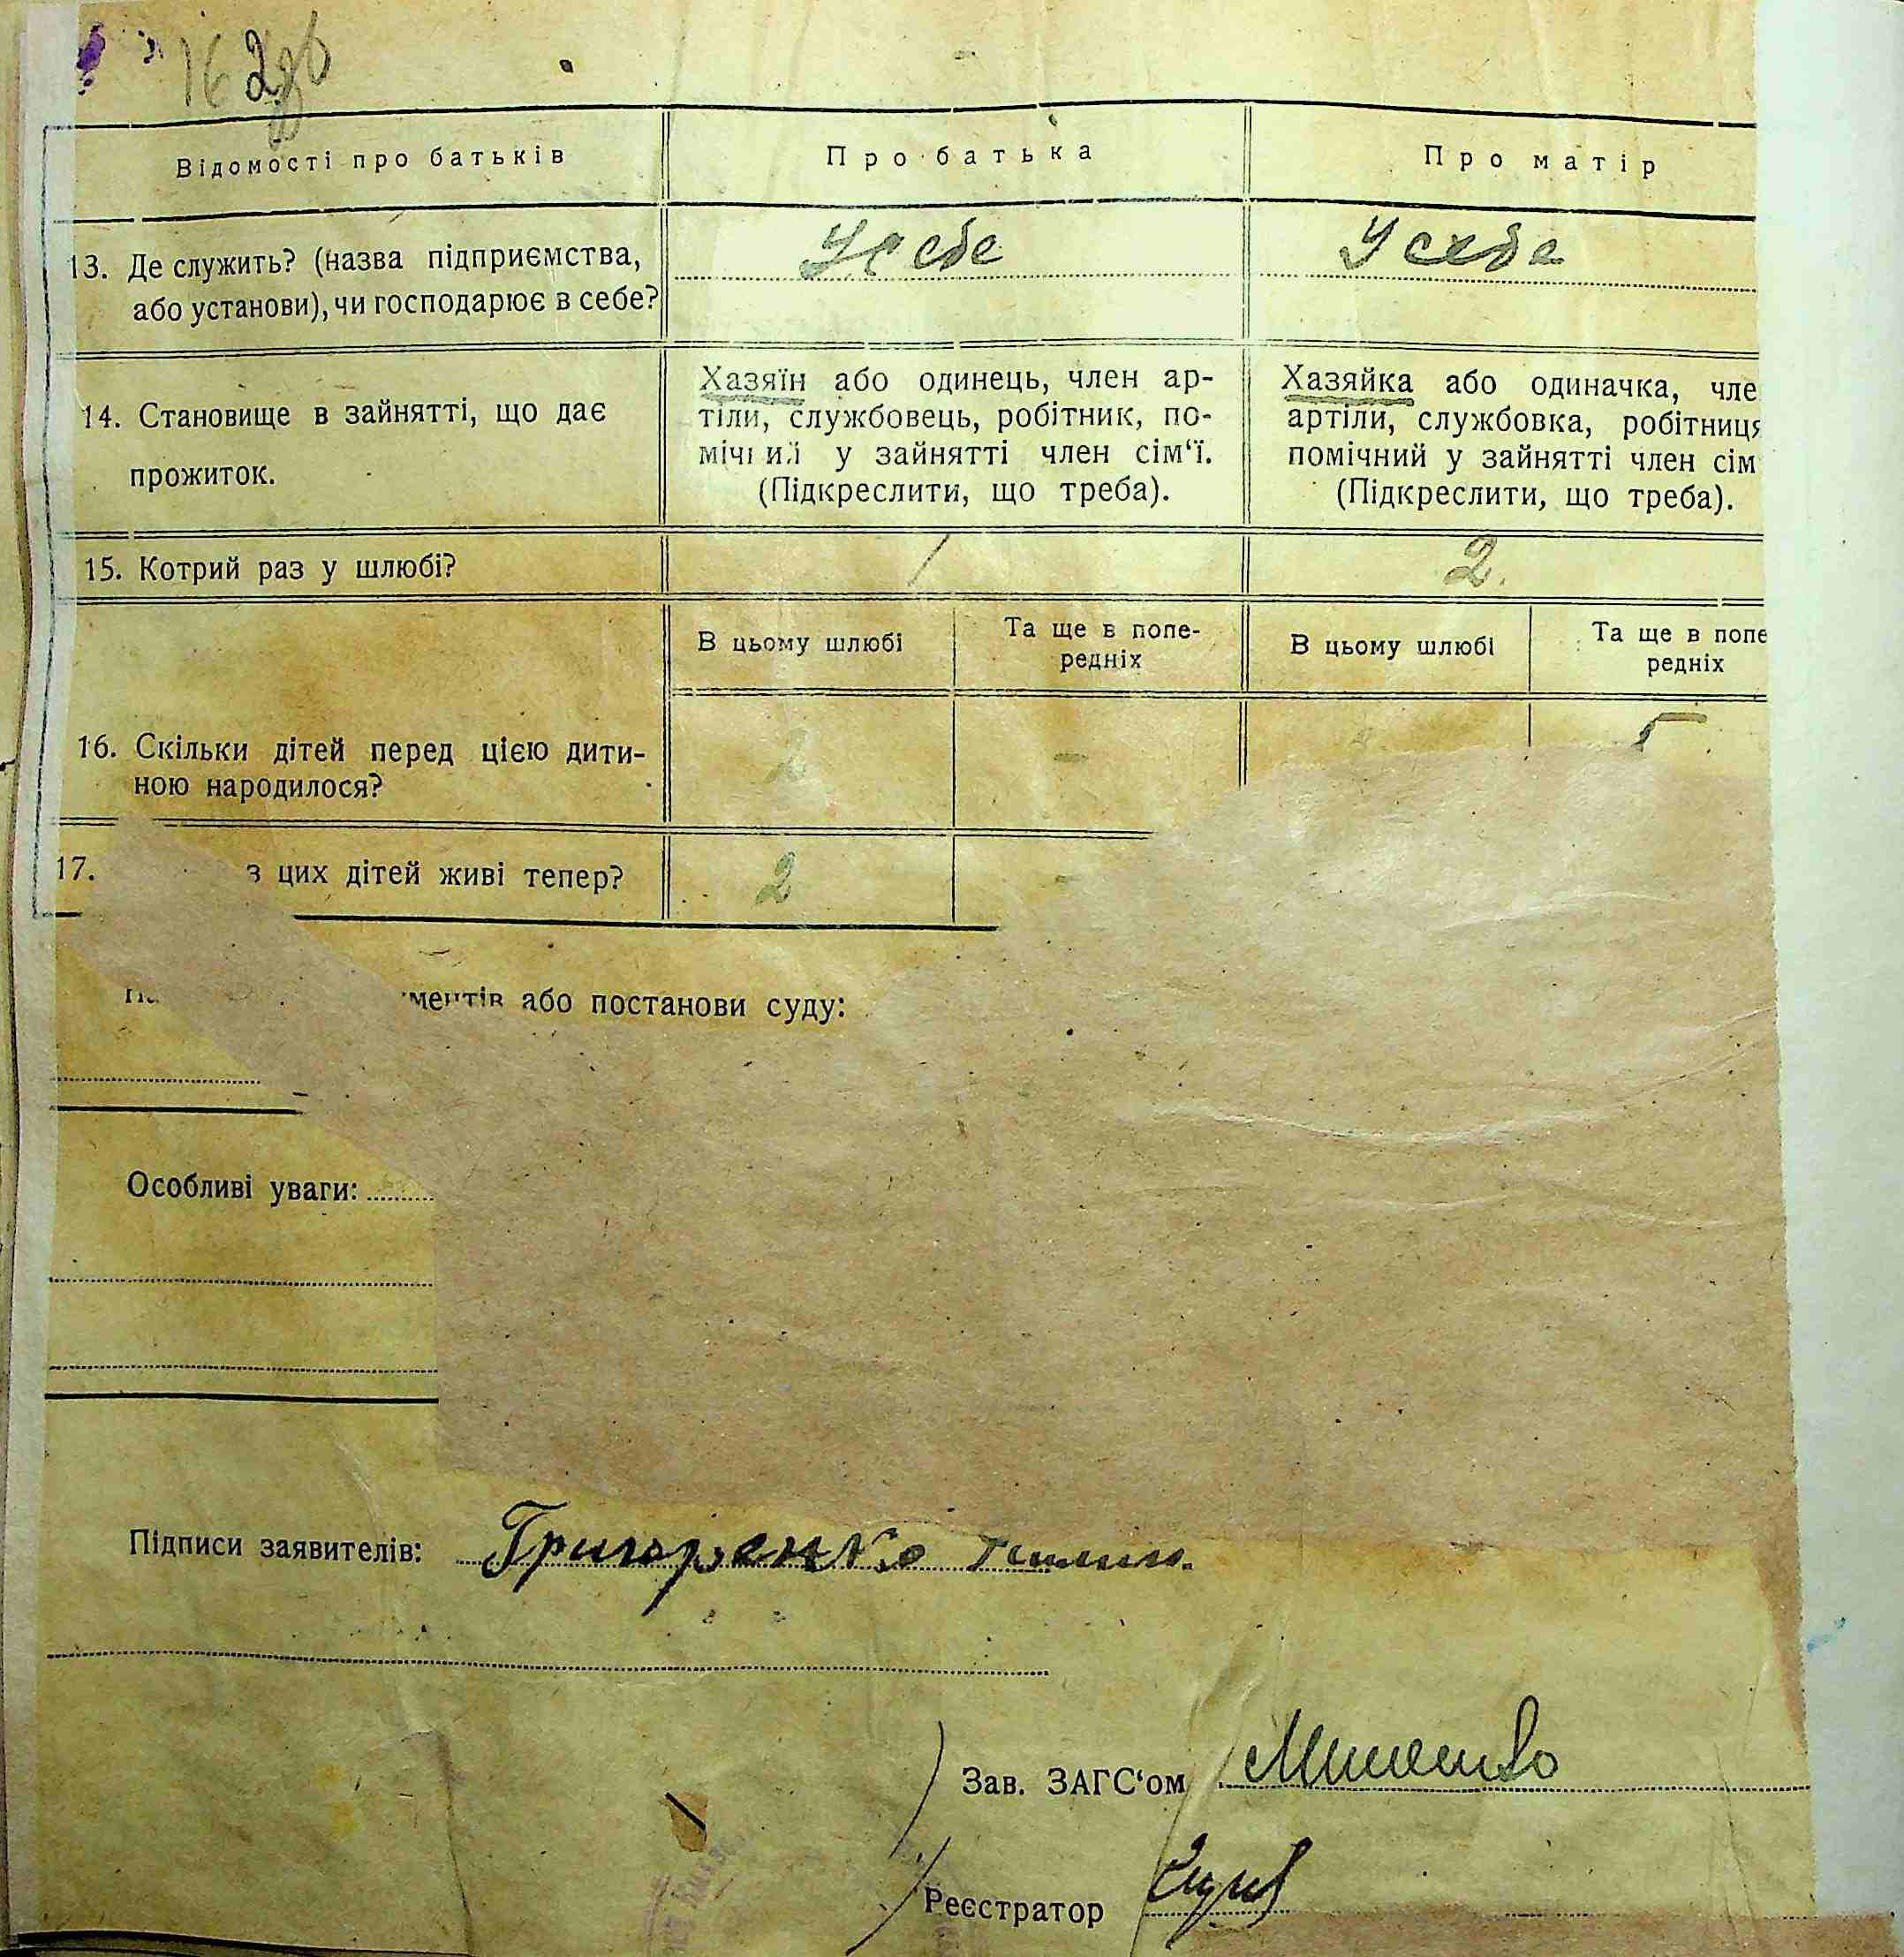 162зв
Відомості про батьків
Про батька
Про матір
13. Де служить? (назва підприємства,
або установи), чи господарює в себе?
У себе
У себе
14. Становище в зайнятті, що дає
прожиток.
Хазяїн або одинець, член ар-
тіли, службовець, робітник, по-
мічний у зайнятті член сім‘ї.
(Підкреслити, що треба).
Хазяйка або одиначка, чле
артіли, службовка, робітниця
помічний у зайнятті член сім
(Підкреслити, що треба).
15. Котрий раз у шлюбі?
1
2.
В цьому шлюбі
Та ще в попе-
редніх
В цьому шлюбі
Та ще в попе
редніх
16. Скільки дітей перед цією дити-
ною народилося?
2
-
17. з цих дітей живі тепер?
2
ментів або постанови суду:
Особливі уваги:
Підписи заявителів: Григоренко
Зав. ЗАГС‘ом
Реєстратор